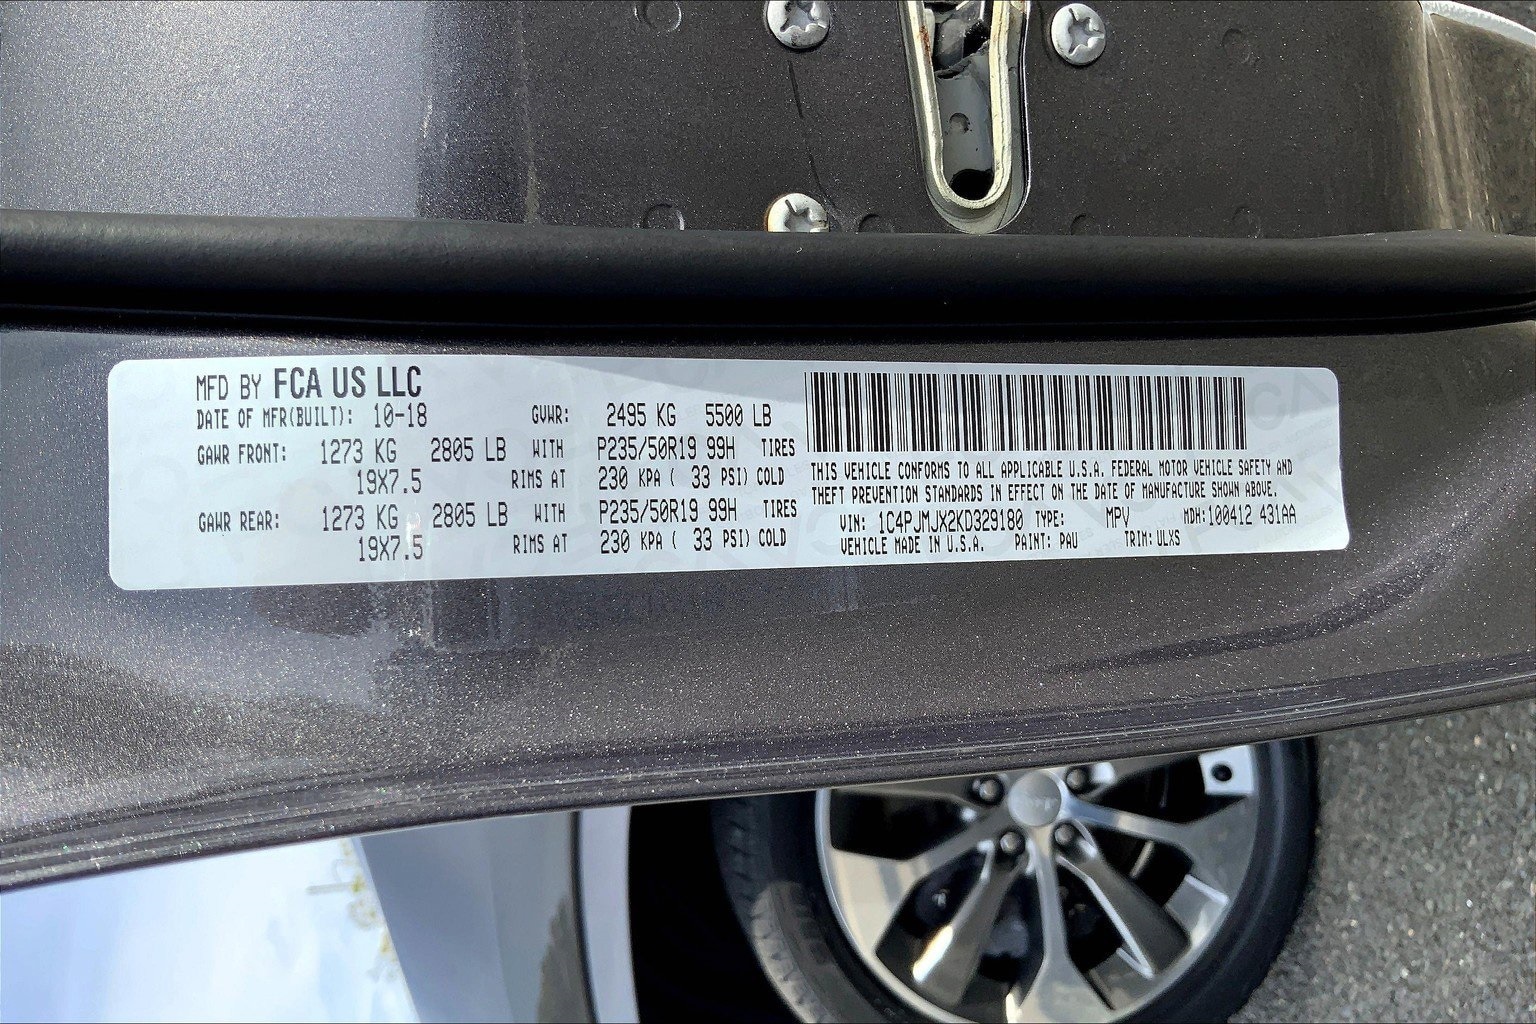 MFD BY FCA US LLC
DATE OF MFR(BUILT): 10-18 GVWR: 2495 KG 5500 LB
GAWR FRONT: 1273 KG 2805 LB WITH P235/50R19 99H TIRES
19X7.5 RIMS AT 230 KPA ( 33 PSI) COLD
GAWR REAR: 1273 KG 2805 LB WITH P235/50R19 99H TIRES
19X7.5 RIMS AT 230 KPA ( 33 PSI) COLD
THIS VEHICLE CONFORMS TO ALL APPLICABLE U.S.A. FEDERAL MOTOR VEHICLE SAFETY AND
THEFT PREVENTION STANDARDS IN EFFECT ON THE DATE OF MANUFACTURE SHOWN ABOVE.
VIN: 1C4PJMJX2KD329180 TYPE: MPV MDH:100412 431AA
VEHICLE MADE IN U.S.A. PAINT: PAU TRIM: ULXS